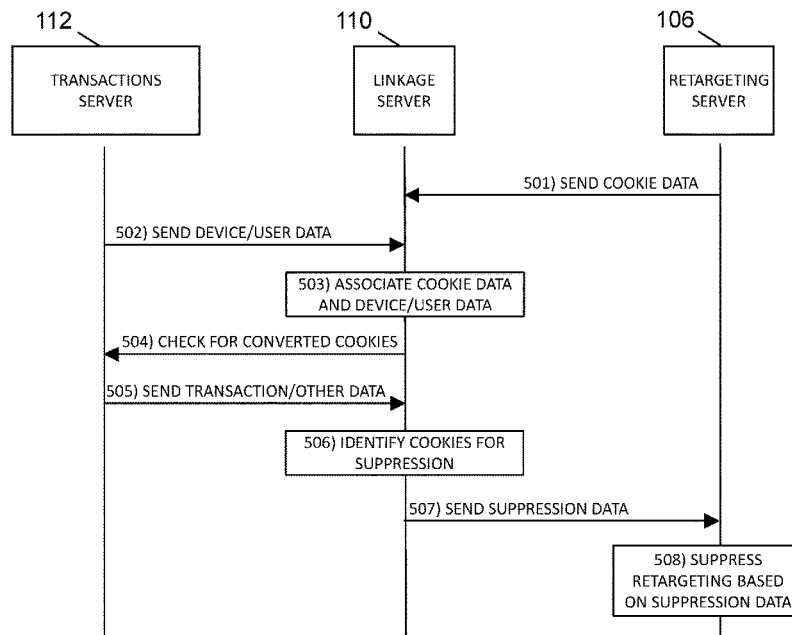 112
110
106
TRANSACTIONS
SERVER
LINKAGE
SERVER
RETARGETING
SERVER
501) SEND COOKIE DATA
502) SEND DEVICE/USER DATA
503) ASSOCIATE COOKIE DATA
AND DEVICE/USER DATA
504) CHECK FOR CONVERTED COOKIES
505) SEND TRANSACTION/OTHER DATA
506) IDENTIFY COOKIES FOR
SUPPRESSION
507) SEND SUPPRESSION DATA
508) SUPPRESS
RETARGETING BASED
ON SUPPRESSION DATA